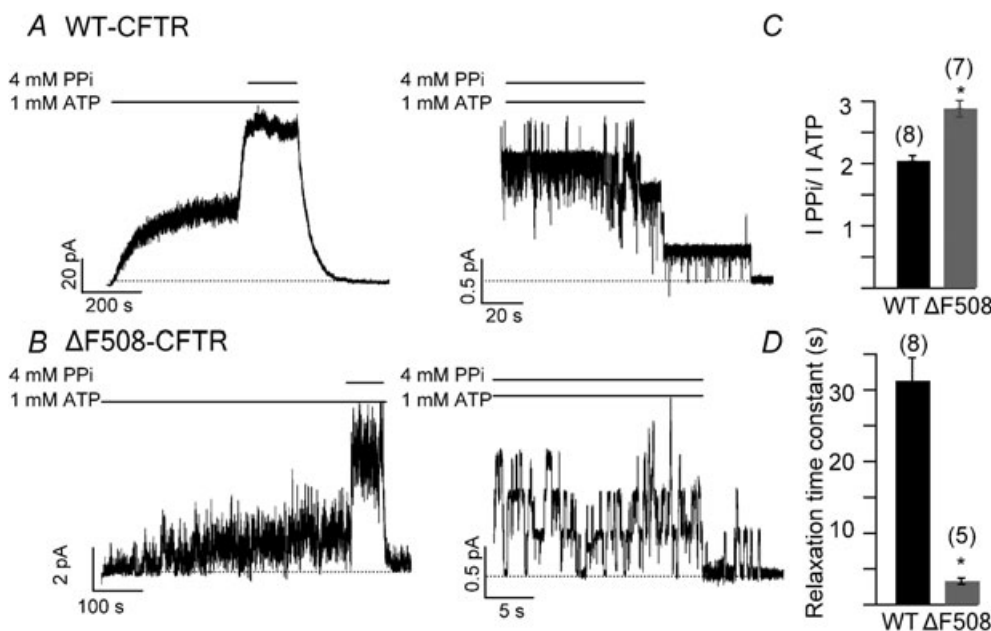 A WT-CFTR
4 mM PPi
1 mM ATP
20 pA
200 s
4 mM PPi
1 mM ATP
0.5 pA
20 s
B ΔF508-CFTR
4 mM PPi
1 mM ATP
2 pA
100 s
4 mM PPi
1 mM ATP
0.5 pA
5 s
C
I PPi/ I ATP
3
2
1
(8)
(7)
*
WT ΔF508
D
Relaxation time constant (s)
30
20
10
(8)
(5)
*
WT ΔF508